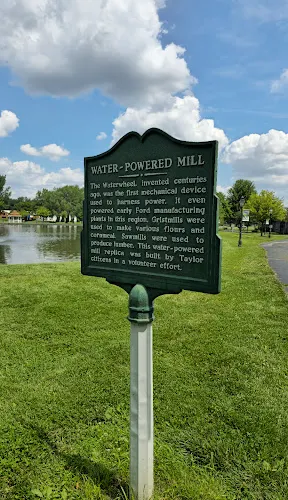 WATER-POWERED MILL
The Waterwheel, invented centuries
ago, was the first mechanical device
used to harness power. It even
powered early Ford manufacturing
plants in this region. Gristmills were
used to make various flours and
cornmeal. Sawmills were used to
produce lumber. This water-powered
mill replica was built by Taylor
citizens in a volunteer effort.